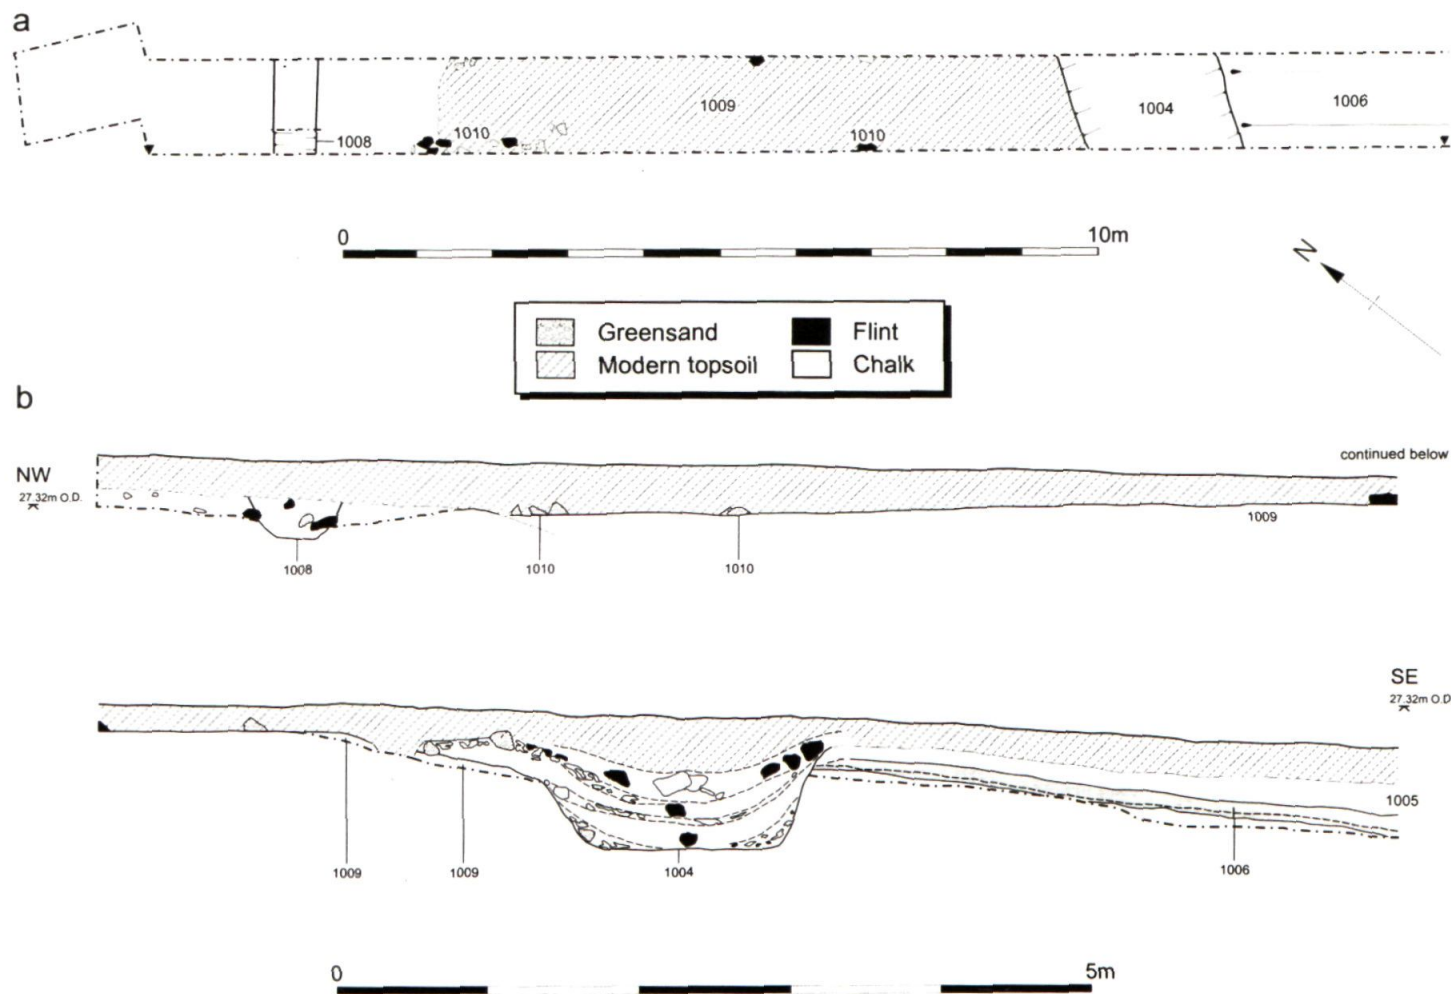 a
1008
1010
1009
1010
1004
1006
0 10m
N
Greensand Flint
Modern topsoil Chalk
b
continued below
NW
27.32m O.D.
1009
1008 1010 1010
SE
27.32m O.D
1005
1009 1009 1004 1006
0 5m